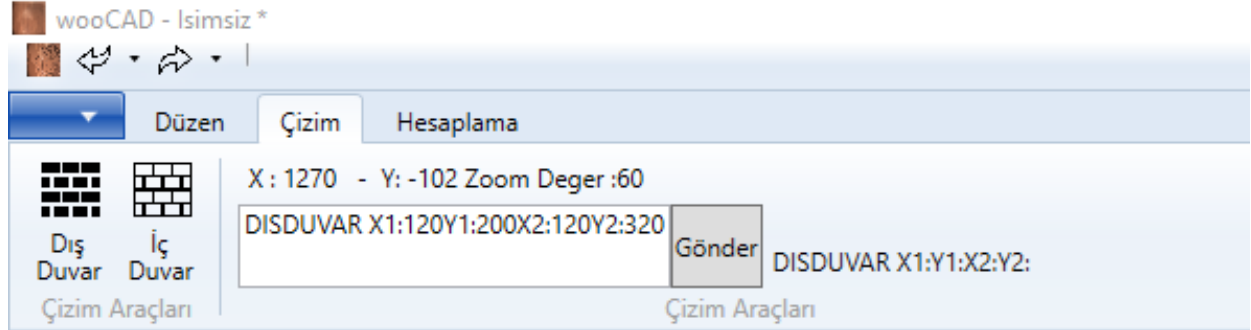 wooCAD - Isimsiz *
Düzen Çizim Hesaplama
X : 1270 - Y: -102 Zoom Deger :60
DISDUVAR X1:120Y1:200X2:120Y2:320
Gönder
DISDUVAR X1:Y1:X2:Y2:
Dış Duvar
İç Duvar
Çizim Araçları
Çizim Araçları